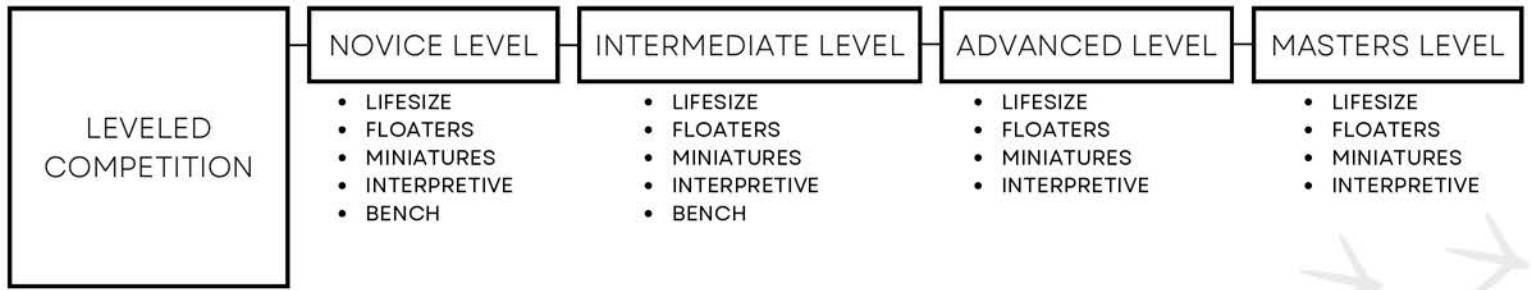 LEVELED
COMPETITION
NOVICE LEVEL
• LIFESIZE
• FLOATERS
• MINIATURES
• INTERPRETIVE
• BENCH
INTERMEDIATE LEVEL
• LIFESIZE
• FLOATERS
• MINIATURES
• INTERPRETIVE
• BENCH
ADVANCED LEVEL
• LIFESIZE
• FLOATERS
• MINIATURES
• INTERPRETIVE
MASTERS LEVEL
• LIFESIZE
• FLOATERS
• MINIATURES
• INTERPRETIVE